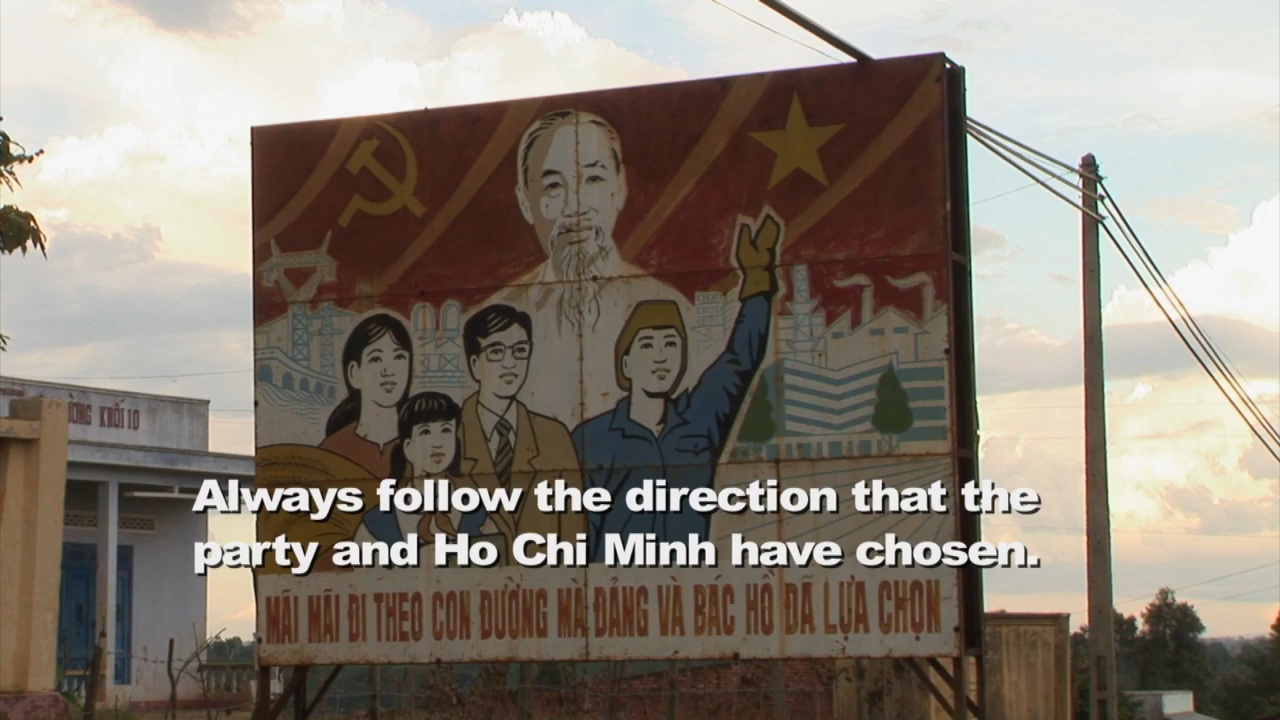 ỜNG KHỐI 10
Always follow the direction that the
party and Ho Chi Minh have chosen.
MÃI MÃI ĐI THEO CON ĐƯỜNG MÀ ĐẢNG VÀ BÁC HỒ ĐÃ LỰA CHỌN